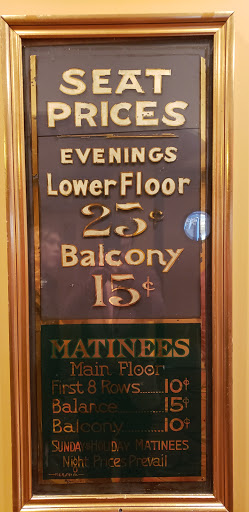 SEAT
PRICES
EVENINGS
Lower Floor
25¢
Balcony
15¢
MATINEES
Main Floor
First 8 Rows......10¢
Balance............15¢
Balcony............10¢
SUNDAY & HOLIDAY MATINEES
Night Prices Prevail